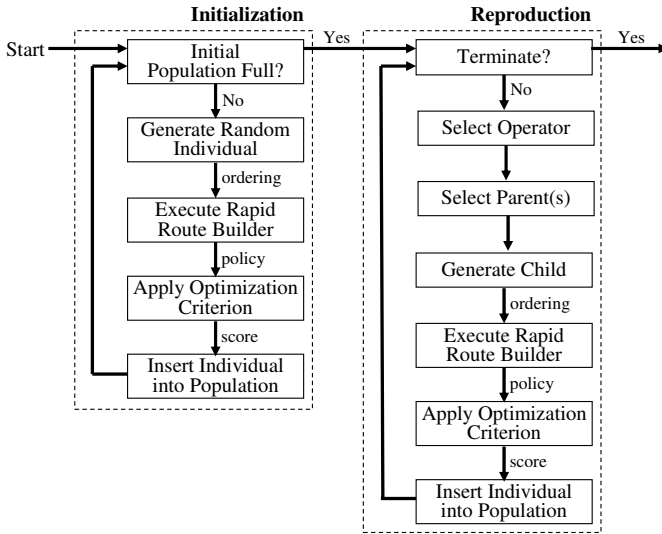 Initialization
Start
Initial
Population Full?
Yes
No
Generate Random
Individual
ordering
Execute Rapid
Route Builder
policy
Apply Optimization
Criterion
score
Insert Individual
into Population
Reproduction
Terminate?
Yes
No
Select Operator
Select Parent(s)
Generate Child
ordering
Execute Rapid
Route Builder
policy
Apply Optimization
Criterion
score
Insert Individual
into Population